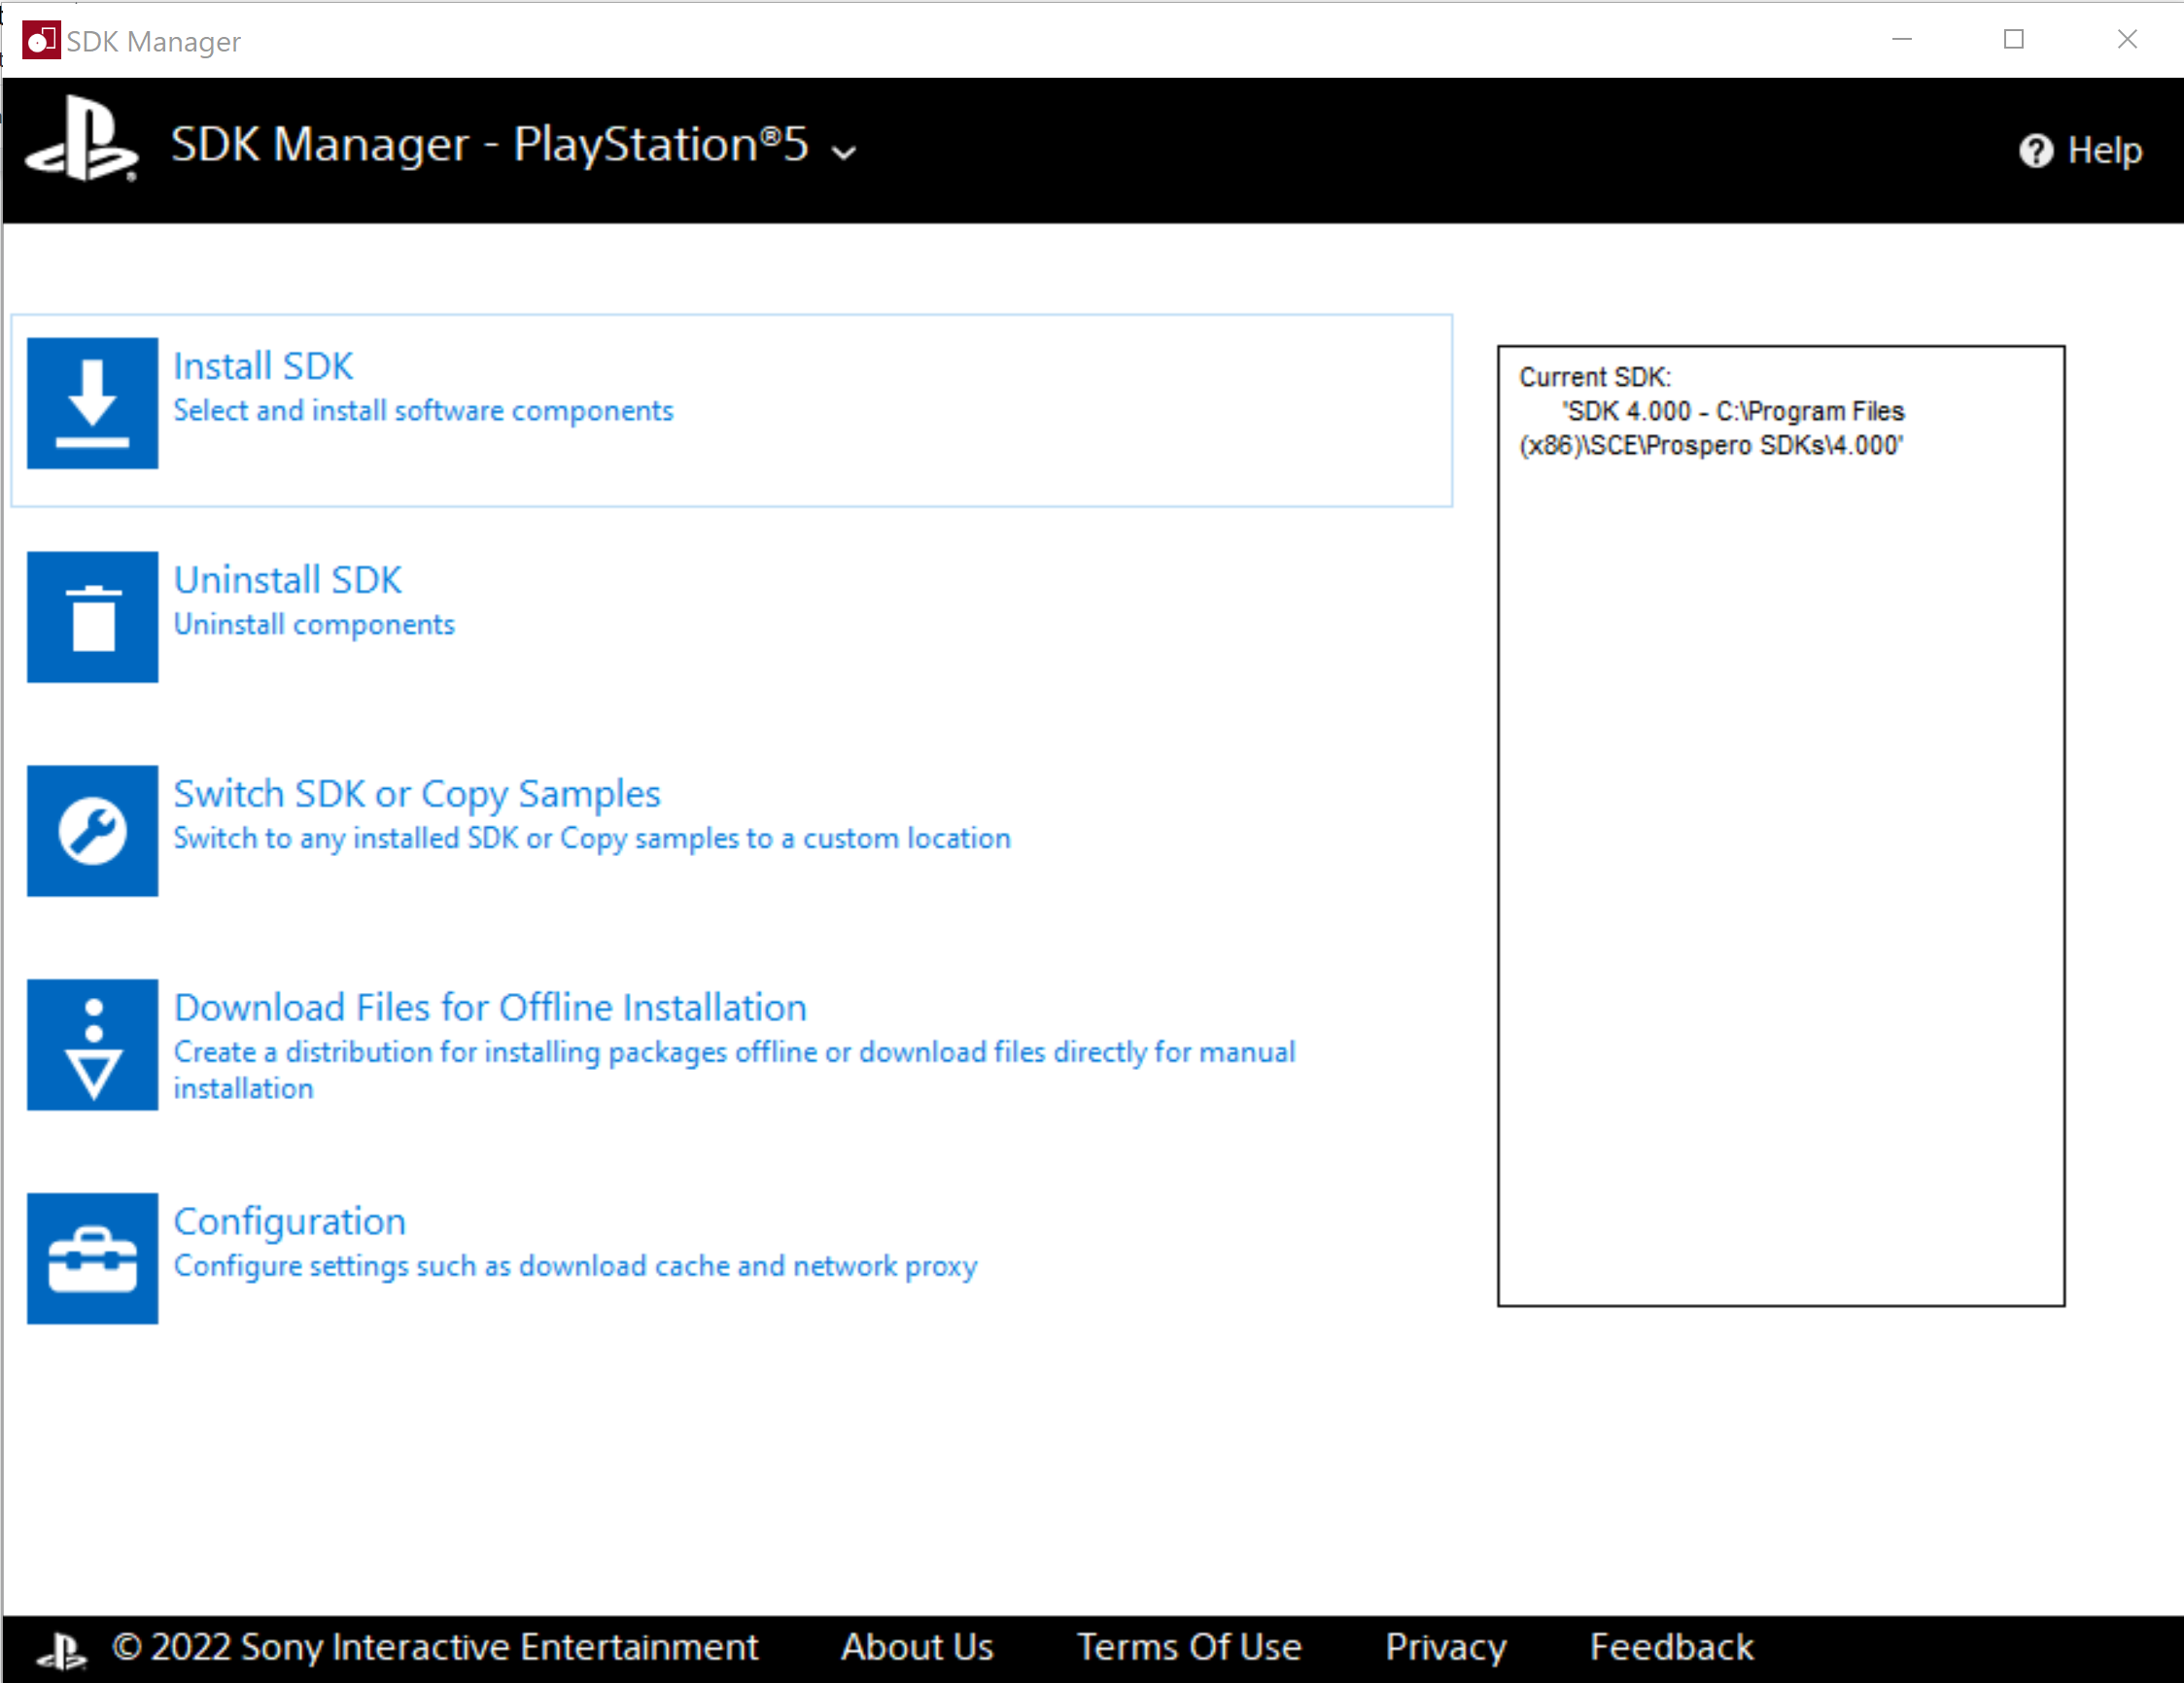 SDK Manager
SDK Manager - PlayStation®5
Help
Install SDK
Select and install software components
Uninstall SDK
Uninstall components
Switch SDK or Copy Samples
Switch to any installed SDK or Copy samples to a custom location
Download Files for Offline Installation
Create a distribution for installing packages offline or download files directly for manual
installation
Configuration
Configure settings such as download cache and network proxy
Current SDK:
'SDK 4.000 - C:\Program Files
(x86)\SCE\Prospero SDKs\4.000'
© 2022 Sony Interactive Entertainment
About Us
Terms Of Use
Privacy
Feedback